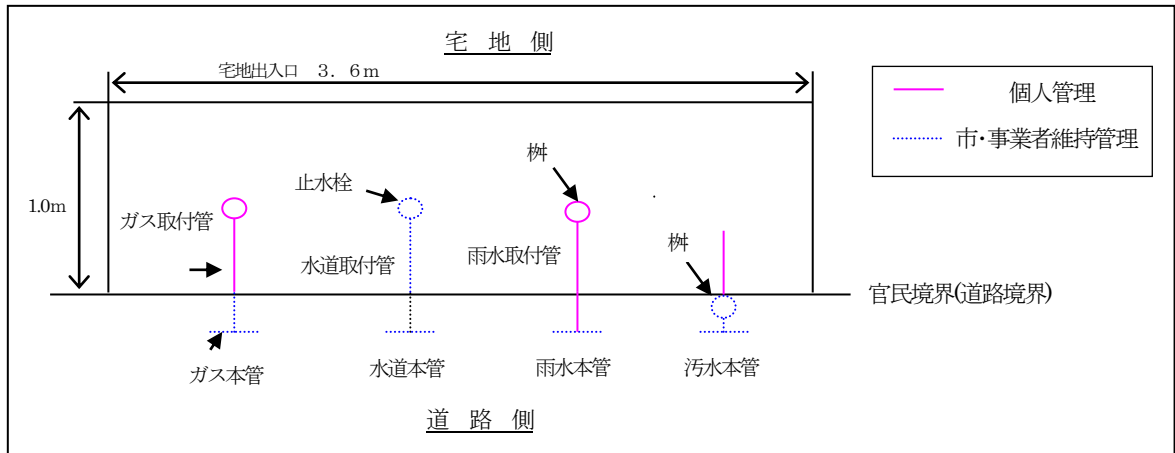 宅 地 側
宅地出入口 3.6m
個人管理
市・事業者維持管理
桝
止水栓
1.0m
ガス取付管
水道取付管
雨水取付管
桝
官民境界(道路境界)
ガス本管
水道本管
雨水本管
汚水本管
道 路 側